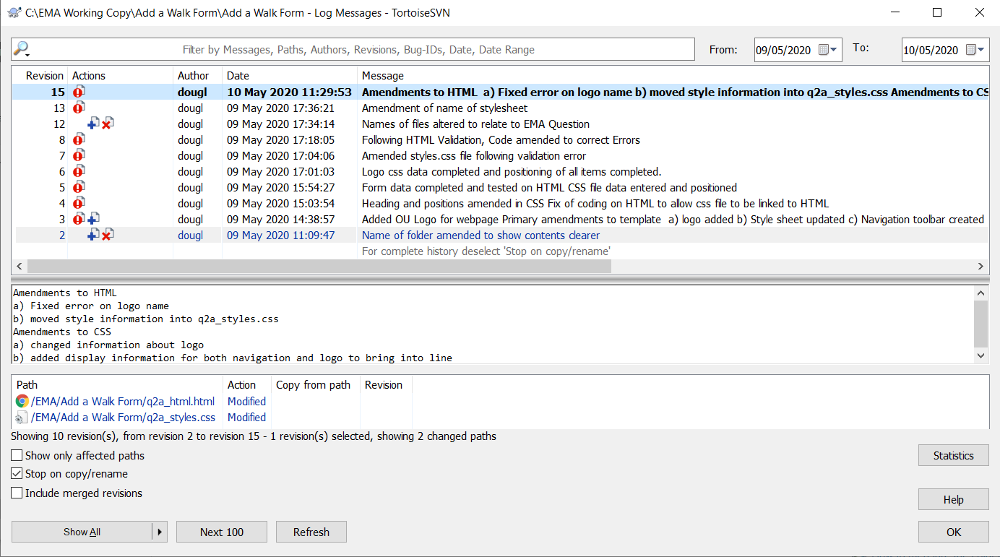 C:\EMA Working Copy\Add a Walk Form\Add a Walk Form - Log Messages - TortoiseSVN
Filter by Messages, Paths, Authors, Revisions, Bug-IDs, Date, Date Range
From: 09/05/2020 To: 10/05/2020
Revision Actions Author Date Message
15 dougl 10 May 2020 11:29:53 Amendments to HTML a) Fixed error on logo name b) moved style information into q2a_styles.css Amendments to CS
13 dougl 09 May 2020 17:36:21 Amendment of name of stylesheet
12 dougl 09 May 2020 17:34:14 Names of files altered to relate to EMA Question
8 dougl 09 May 2020 17:18:05 Following HTML Validation, Code amended to correct Errors
7 dougl 09 May 2020 17:04:06 Amended styles.css file following validation error
6 dougl 09 May 2020 17:01:03 Logo css data completed and positioning of all items completed.
5 dougl 09 May 2020 15:54:27 Form data completed and tested on HTML CSS file data entered and positioned
4 dougl 09 May 2020 15:03:54 Heading and positions amended in CSS Fix of coding on HTML to allow css file to be linked to HTML
3 dougl 09 May 2020 14:38:57 Added OU Logo for webpage Primary amendments to template a) logo added b) Style sheet updated c) Navigation toolbar created
2 dougl 09 May 2020 11:09:47 Name of folder amended to show contents clearer
For complete history deselect 'Stop on copy/rename'
Amendments to HTML
a) Fixed error on logo name
b) moved style information into q2a_styles.css
Amendments to CSS
a) changed information about logo
b) added display information for both navigation and logo to bring into line
Path Action Copy from path Revision
/EMA/Add a Walk Form/q2a_html.html Modified
/EMA/Add a Walk Form/q2a_styles.css Modified
Showing 10 revision(s), from revision 2 to revision 15 - 1 revision(s) selected, showing 2 changed paths
Show only affected paths
Statistics
Stop on copy/rename
Include merged revisions
Help
Show All Next 100 Refresh OK